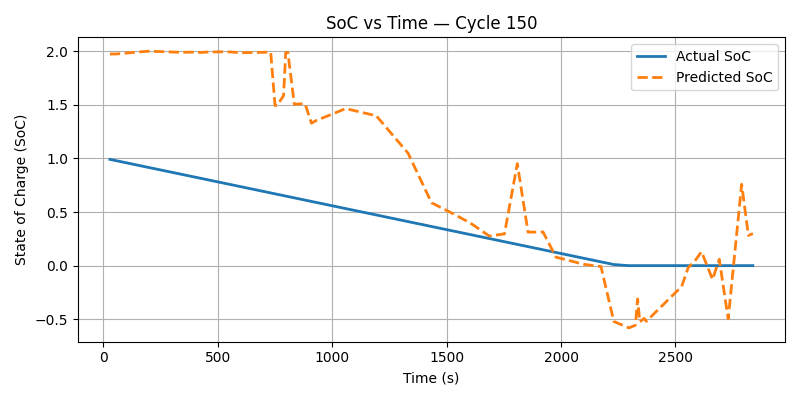 SoC vs Time — Cycle 150
Actual SoC
Predicted SoC
State of Charge (SoC)
2.0
1.5
1.0
0.5
0.0
−0.5
0 500 1000 1500 2000 2500
Time (s)